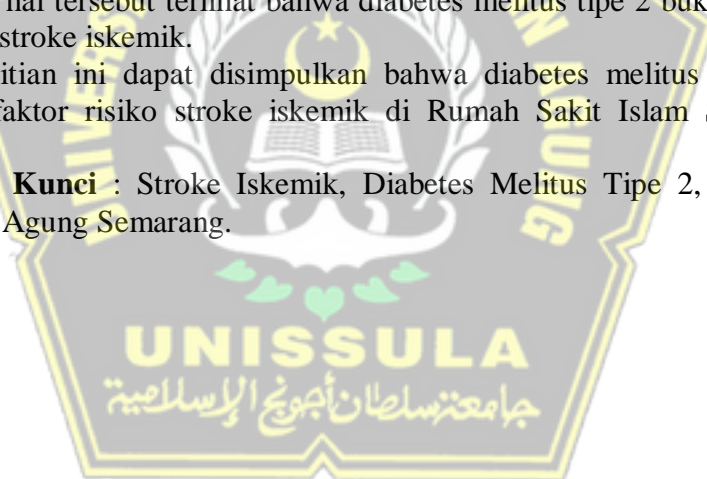 hal tersebut terlihat bahwa diabetes melitus tipe 2 buk
stroke iskemik.
itian ini dapat disimpulkan bahwa diabetes melitus
faktor risiko stroke iskemik di Rumah Sakit Islam
Kunci : Stroke Iskemik, Diabetes Melitus Tipe 2,
Agung Semarang.
UNIVERS
N AGUNG
UNISSULA
جامعة سلطان أجونج الإسلامية